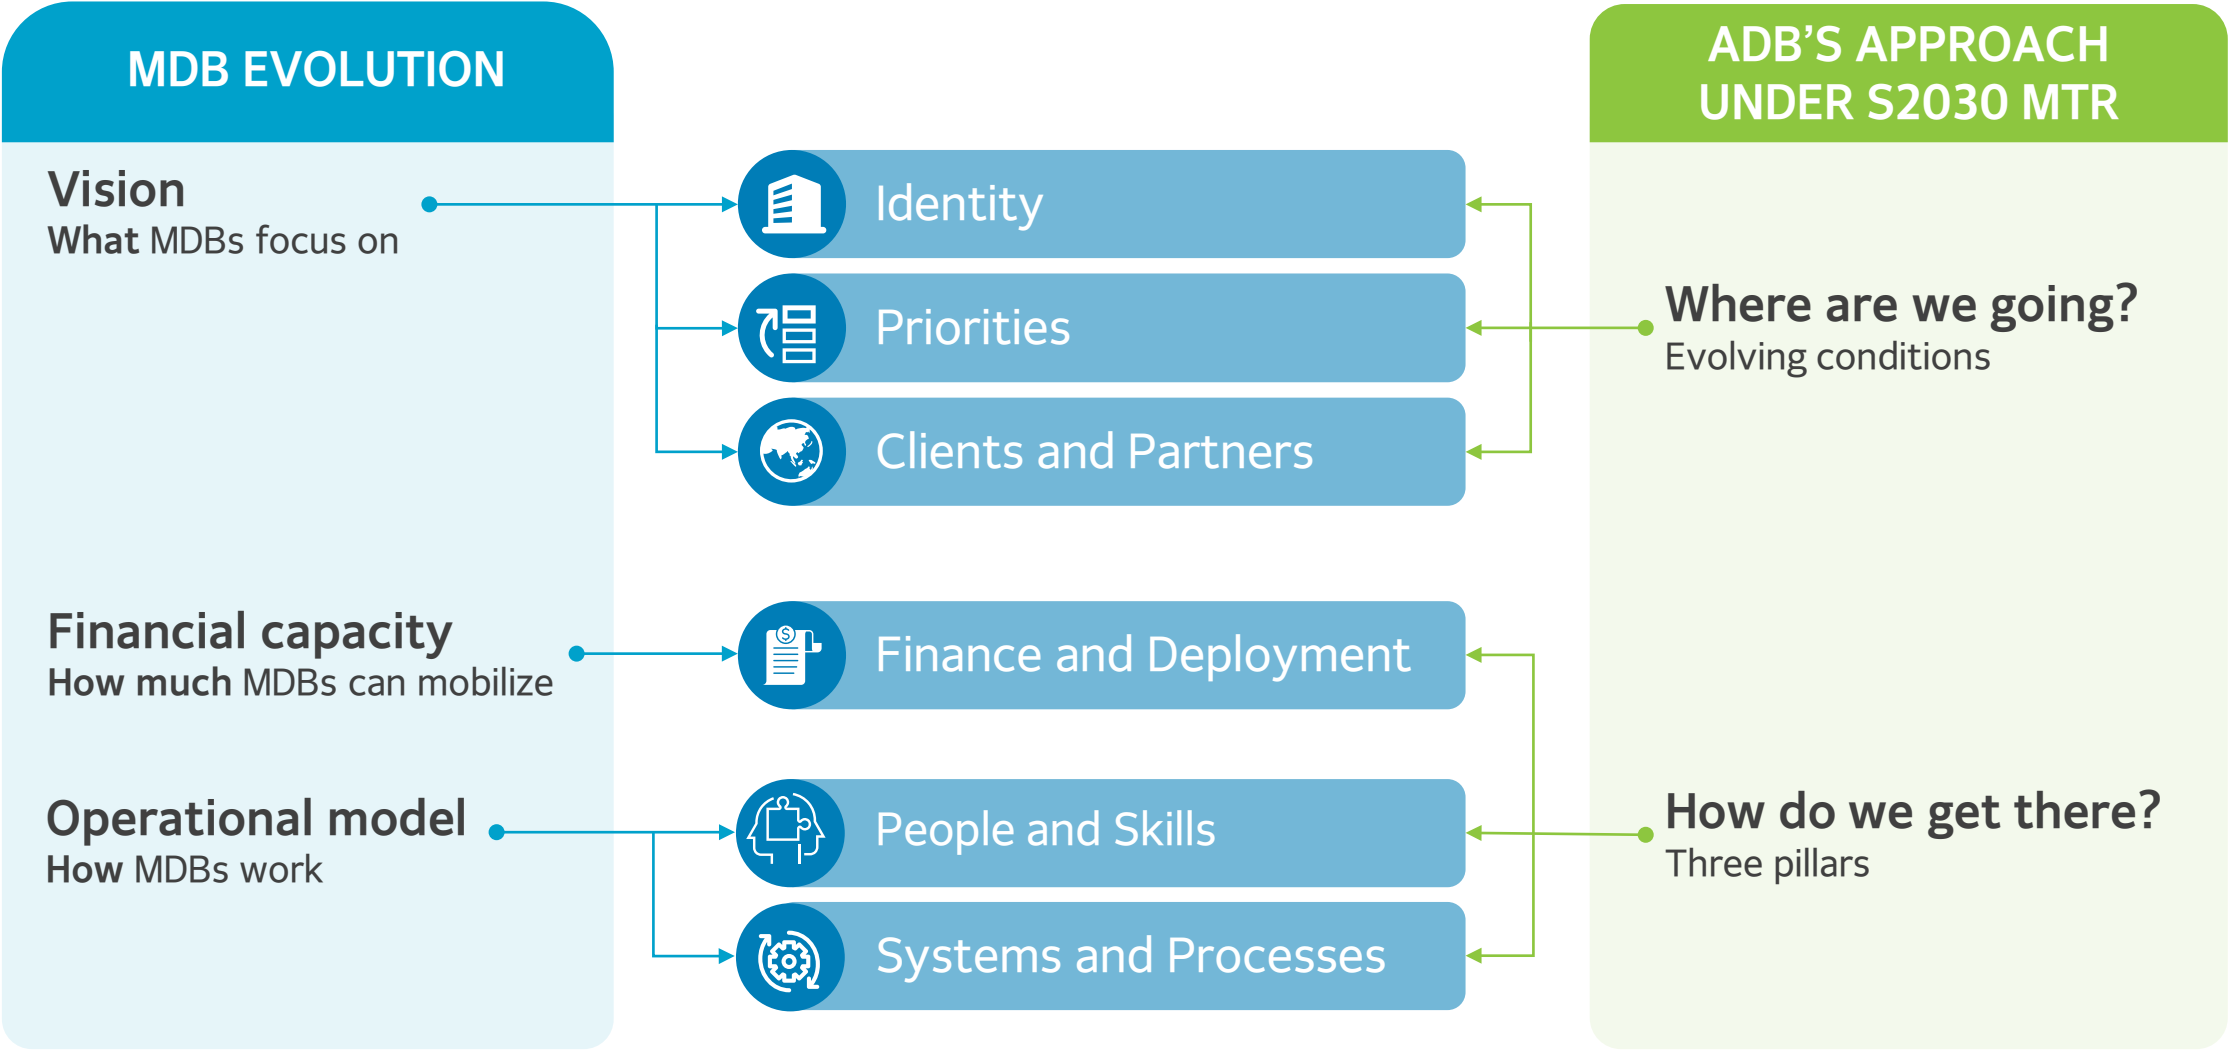 MDB EVOLUTION
Vision
What MDBs focus on
Financial capacity
How much MDBs can mobilize
Operational model
How MDBs work
Identity
Priorities
Clients and Partners
Finance and Deployment
$
People and Skills
Systems and Processes
ADB’S APPROACH
UNDER S2030 MTR
Where are we going?
Evolving conditions
How do we get there?
Three pillars